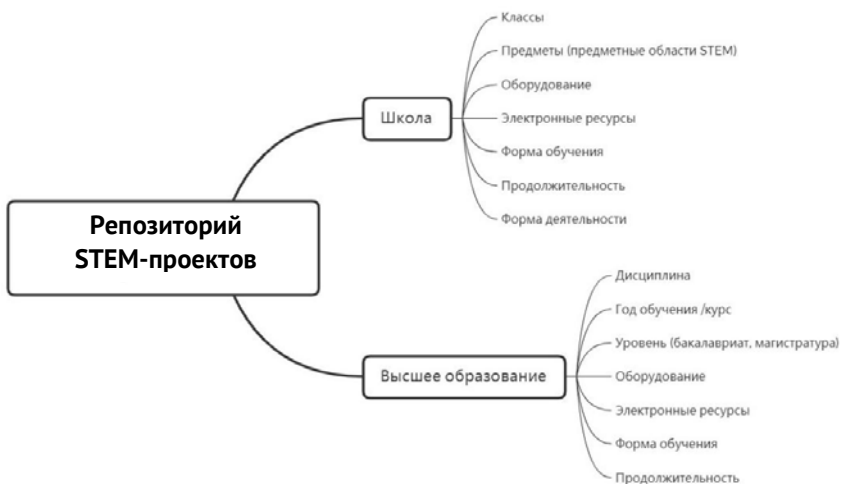 Репозиторий
STEM-проектов
Школа
Классы
Предметы (предметные области STEM)
Оборудование
Электронные ресурсы
Форма обучения
Продолжительность
Форма деятельности
Высшее образование
Дисциплина
Год обучения /курс
Уровень (бакалавриат, магистратура)
Оборудование
Электронные ресурсы
Форма обучения
Продолжительность